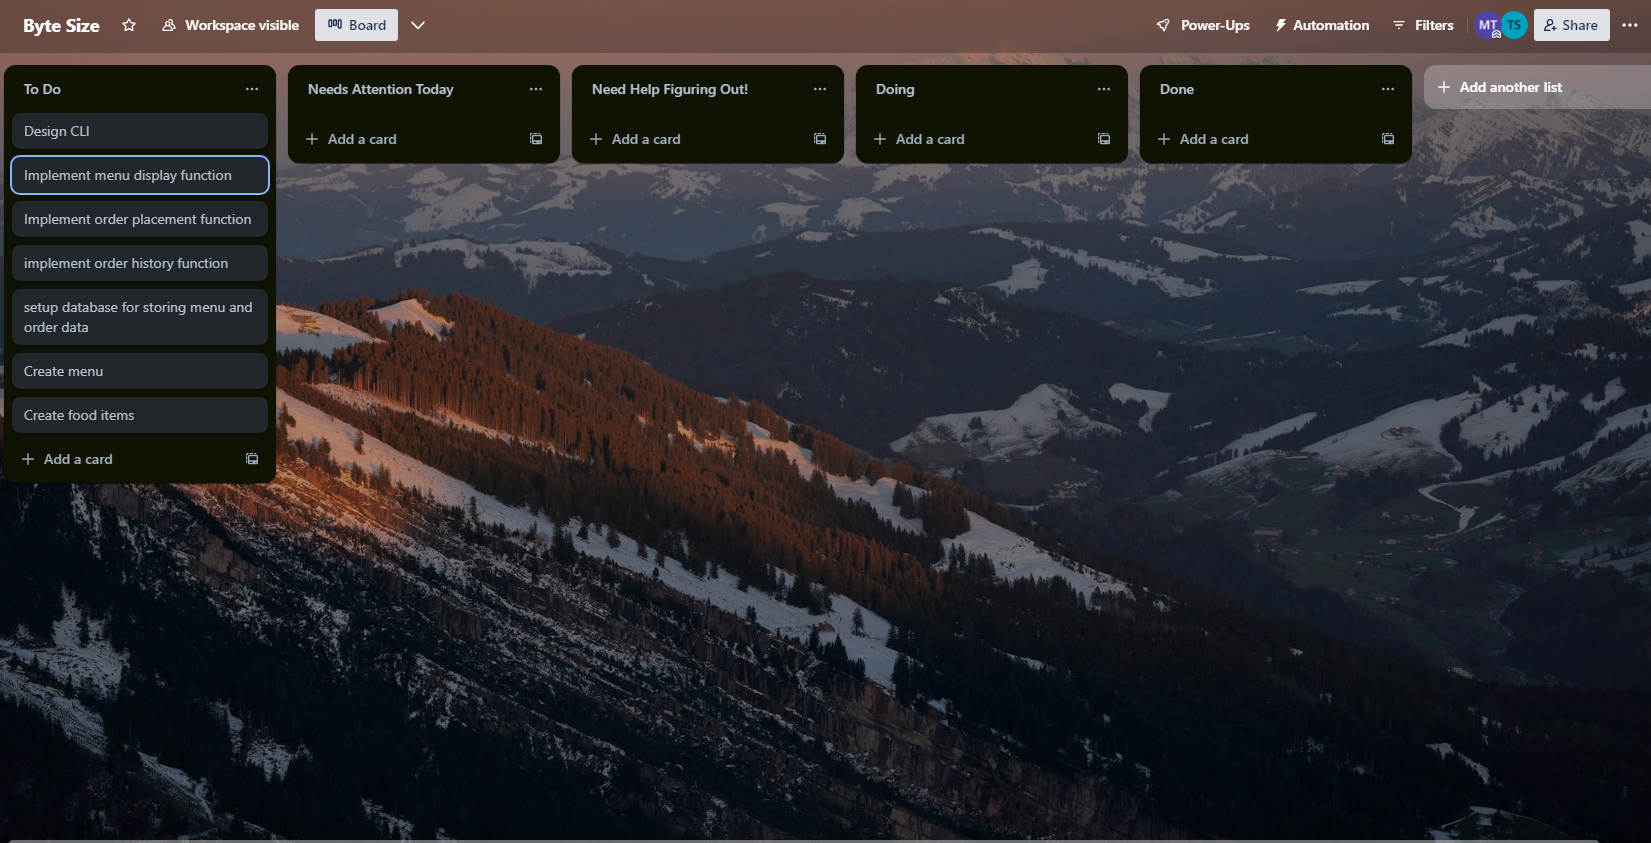 Byte Size
Workspace visible
Board
Power-Ups
Automation
Filters
MT
TS
Share
To Do
Design CLI
Implement menu display function
Implement order placement function
implement order history function
setup database for storing menu and
order data
Create menu
Create food items
Add a card
Needs Attention Today
Add a card
Need Help Figuring Out!
Add a card
Doing
Add a card
Done
Add a card
Add another list